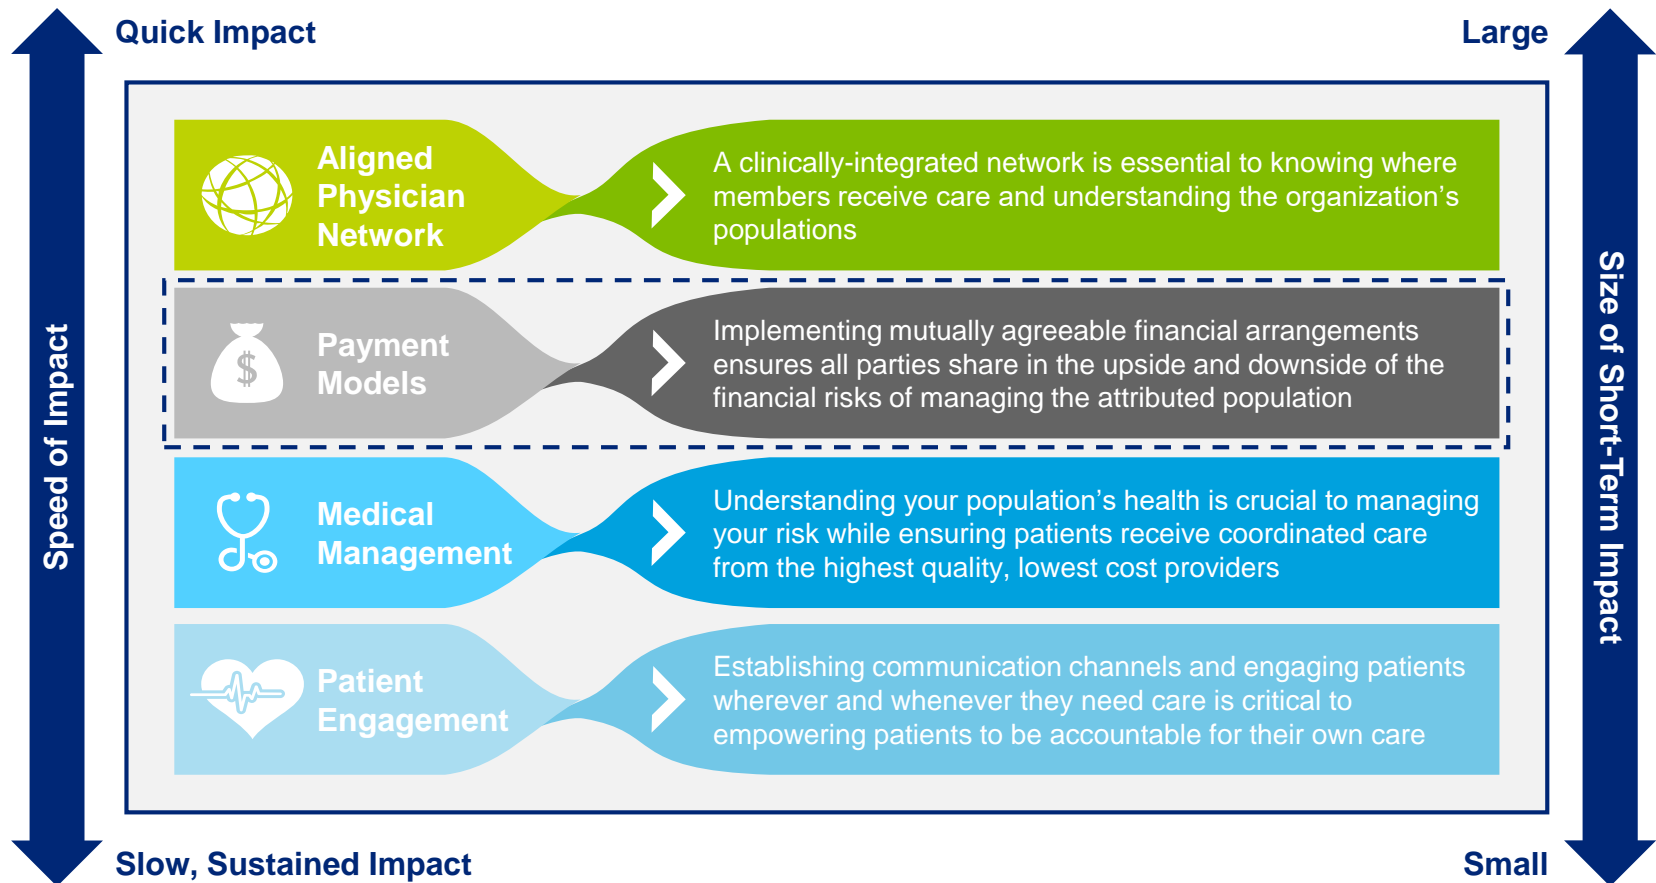 Quick Impact
Large
Speed of Impact
Size of Short-Term Impact
Aligned
Physician
Network
A clinically-integrated network is essential to knowing where
members receive care and understanding the organization’s
populations
$
Payment
Models
Implementing mutually agreeable financial arrangements
ensures all parties share in the upside and downside of the
financial risks of managing the attributed population
Medical
Management
Understanding your population’s health is crucial to managing
your risk while ensuring patients receive coordinated care
from the highest quality, lowest cost providers
Patient
Engagement
Establishing communication channels and engaging patients
wherever and whenever they need care is critical to
empowering patients to be accountable for their own care
Slow, Sustained Impact
Small